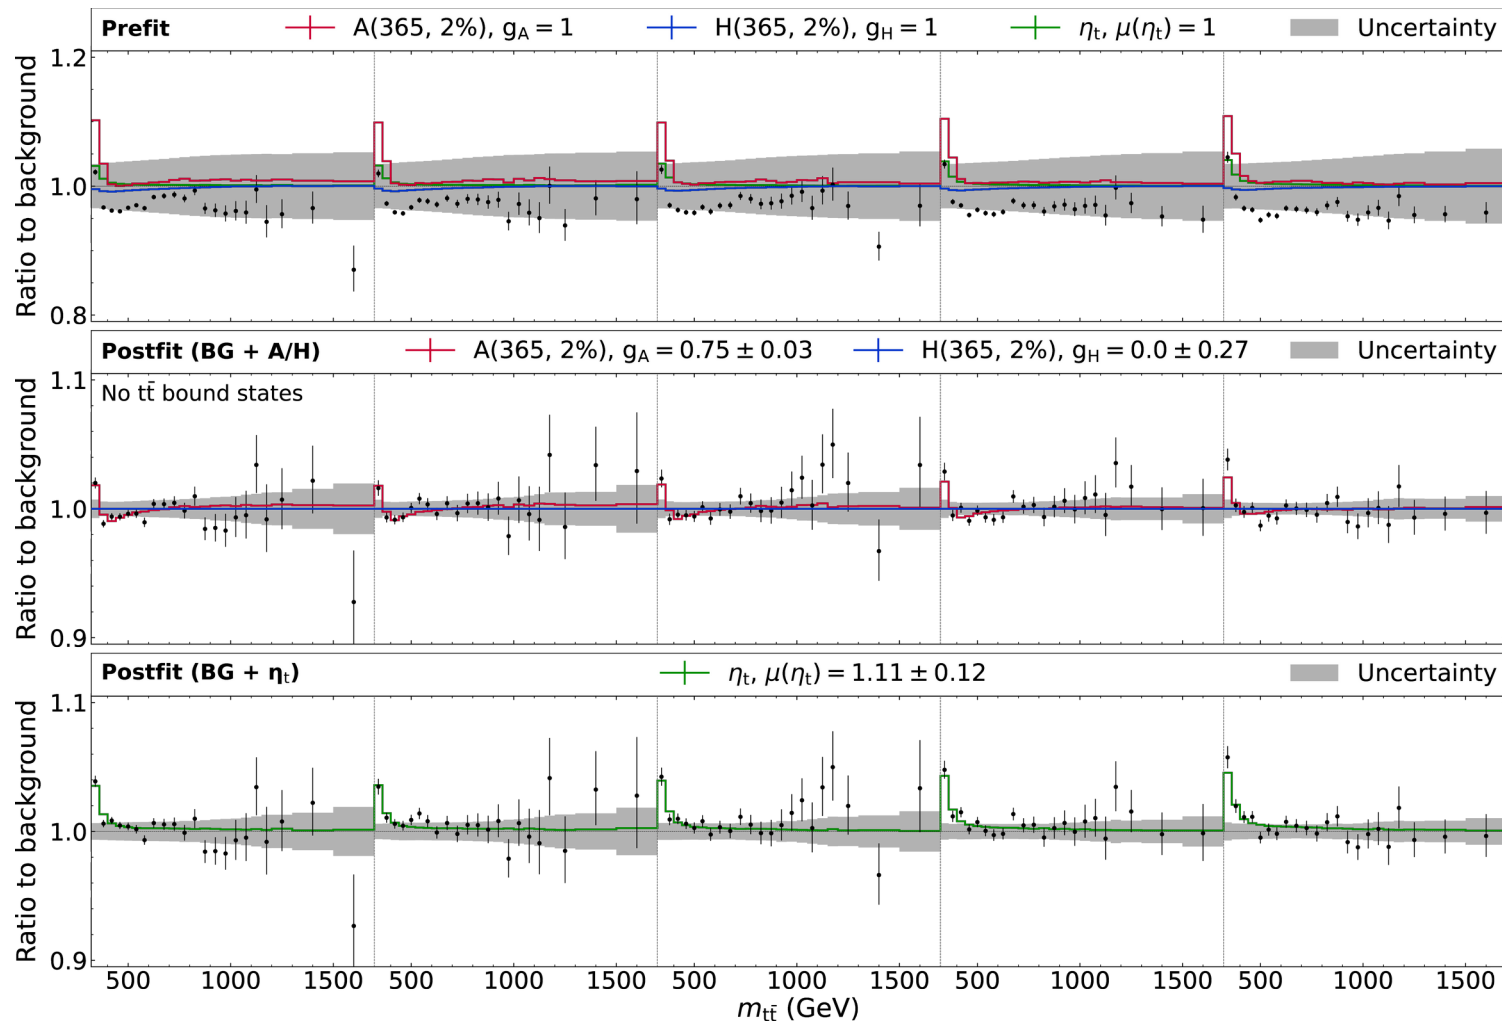 Prefit A(365, 2%), g_A = 1 H(365, 2%), g_H = 1 η_t, μ(η_t) = 1 Uncertainty
1.2
1.0
0.8
Ratio to background
Postfit (BG + A/H) A(365, 2%), g_A = 0.75 ± 0.03 H(365, 2%), g_H = 0.0 ± 0.27 Uncertainty
No tt̄ bound states
1.1
1.0
0.9
Ratio to background
Postfit (BG + η_t) η_t, μ(η_t) = 1.11 ± 0.12 Uncertainty
1.1
1.0
0.9
Ratio to background
500 1000 1500 500 1000 1500 500 1000 1500 500 1000 1500 500 1000 1500
m_tt̄ (GeV)